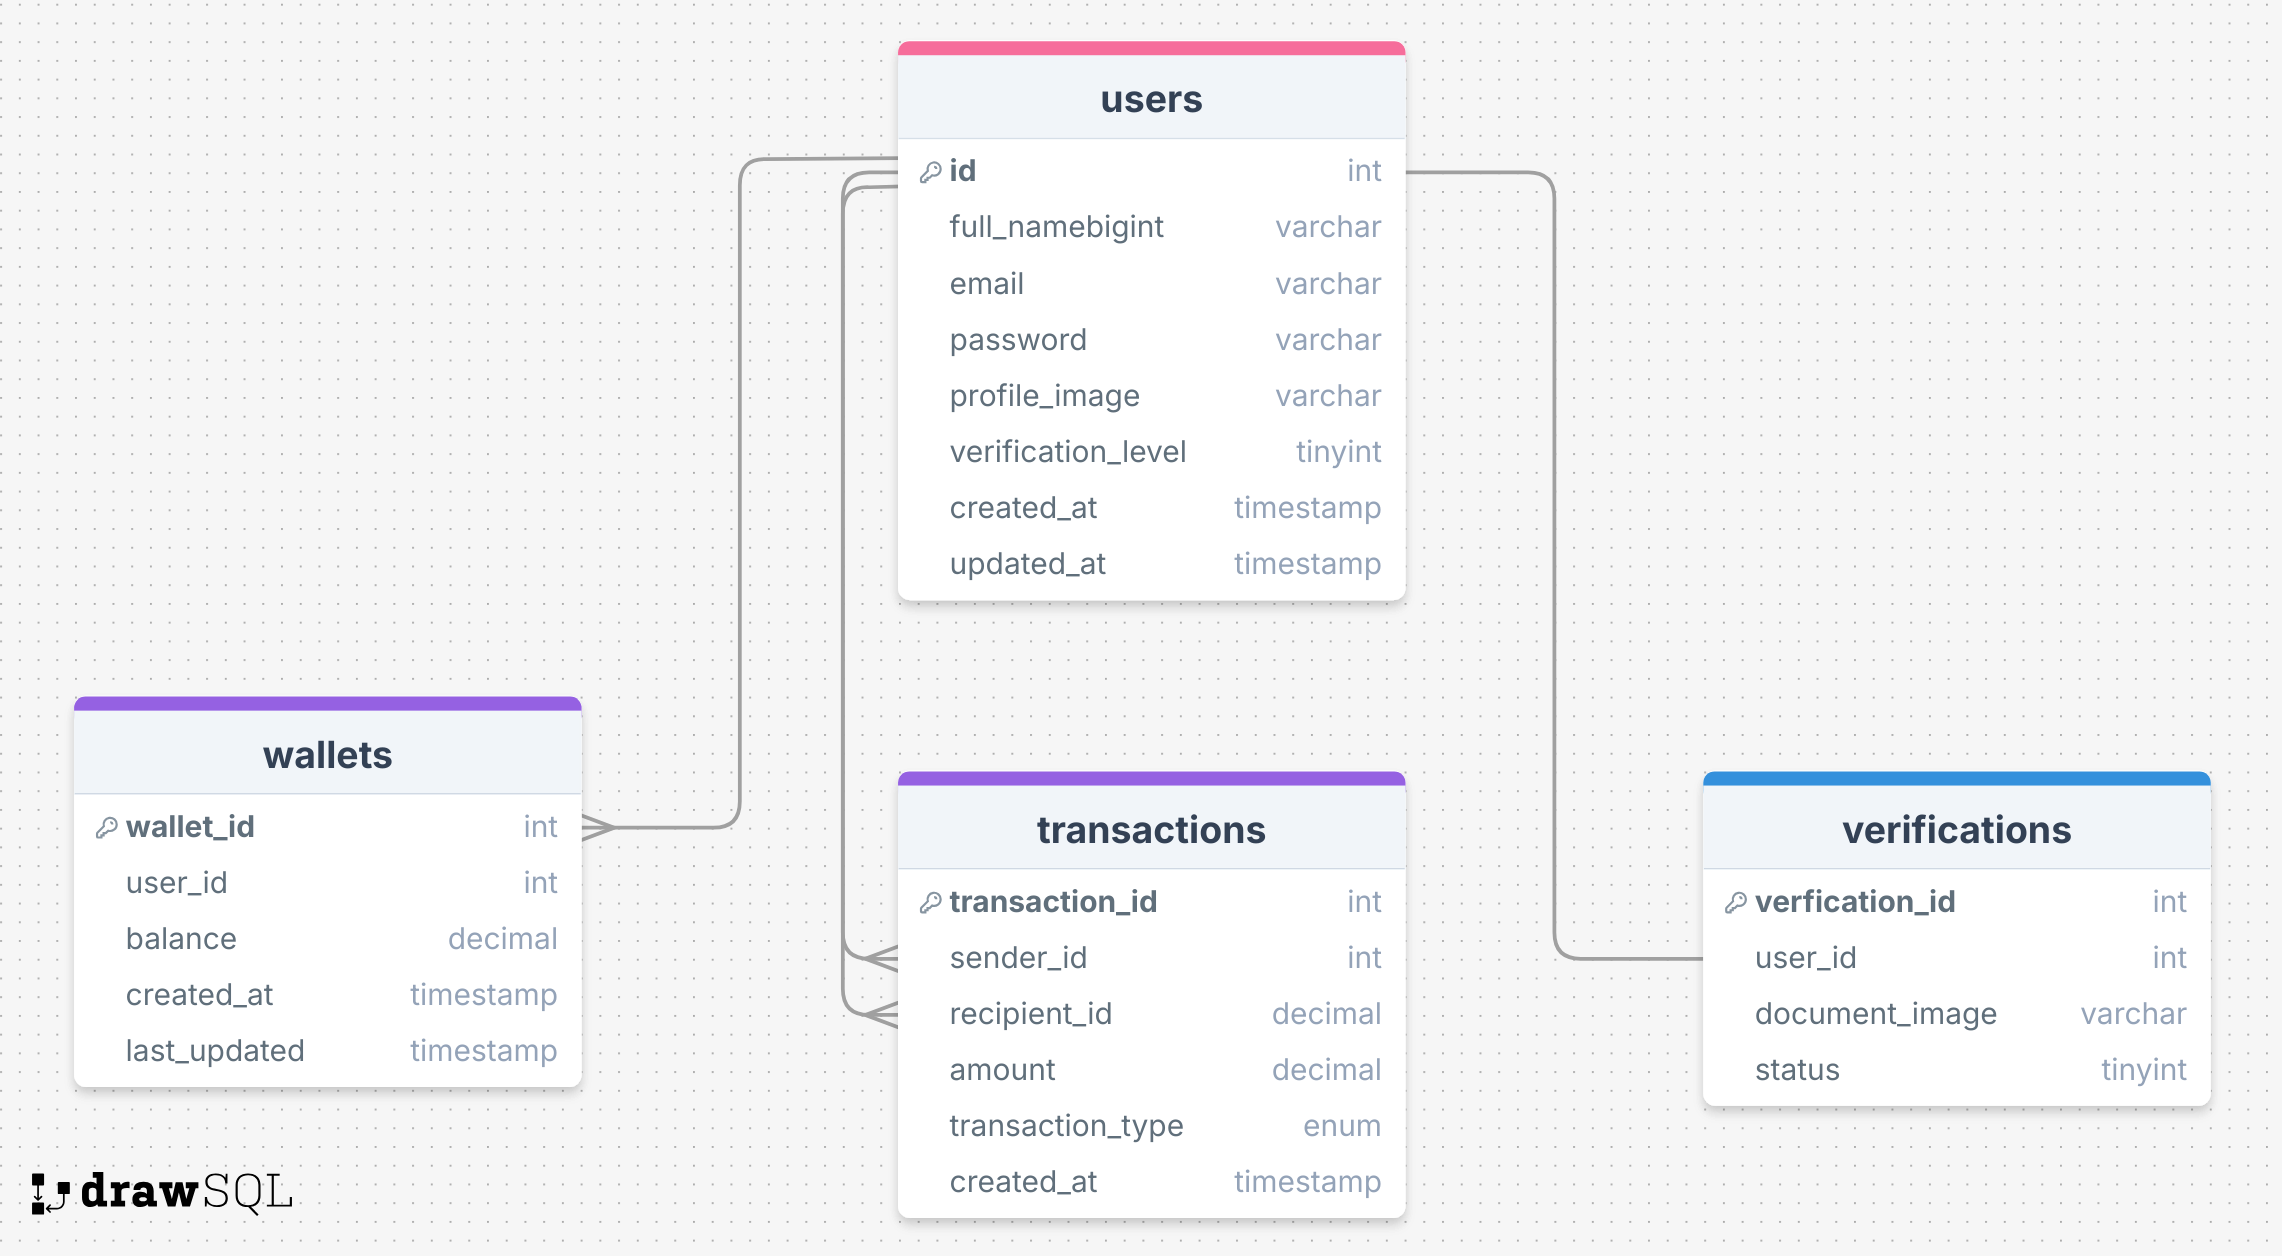 users
id int
full_namebigint varchar
email varchar
password varchar
profile_image varchar
verification_level tinyint
created_at timestamp
updated_at timestamp
wallets
wallet_id int
user_id int
balance decimal
created_at timestamp
last_updated timestamp
transactions
transaction_id int
sender_id int
recipient_id decimal
amount decimal
transaction_type enum
created_at timestamp
verifications
verfication_id int
user_id int
document_image varchar
status tinyint
drawSQL